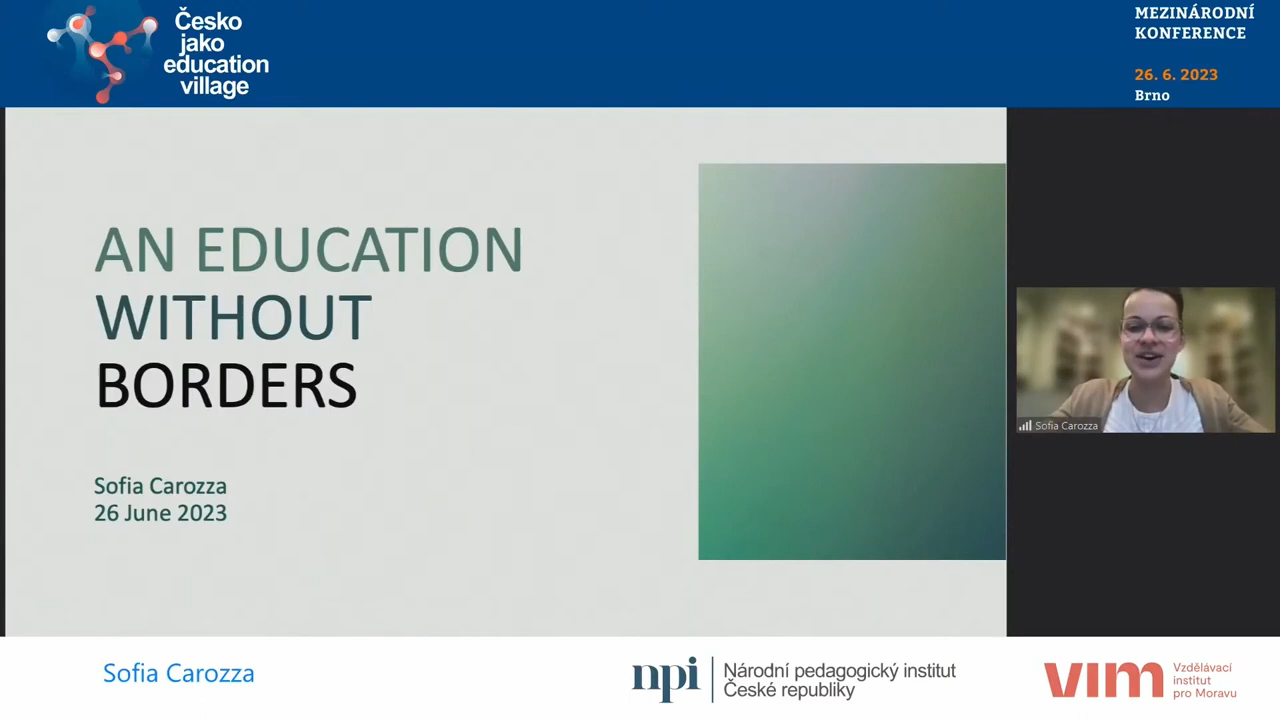 Česko
jako
education
village
MEZINÁRODNÍ
KONFERENCE
26. 6. 2023
Brno
AN EDUCATION
WITHOUT
BORDERS
Sofia Carozza
26 June 2023
Sofia Carozza
Sofia Carozza
npi
Národní pedagogický institut
České republiky
vim
Vzdělávací
institut
pro Moravu